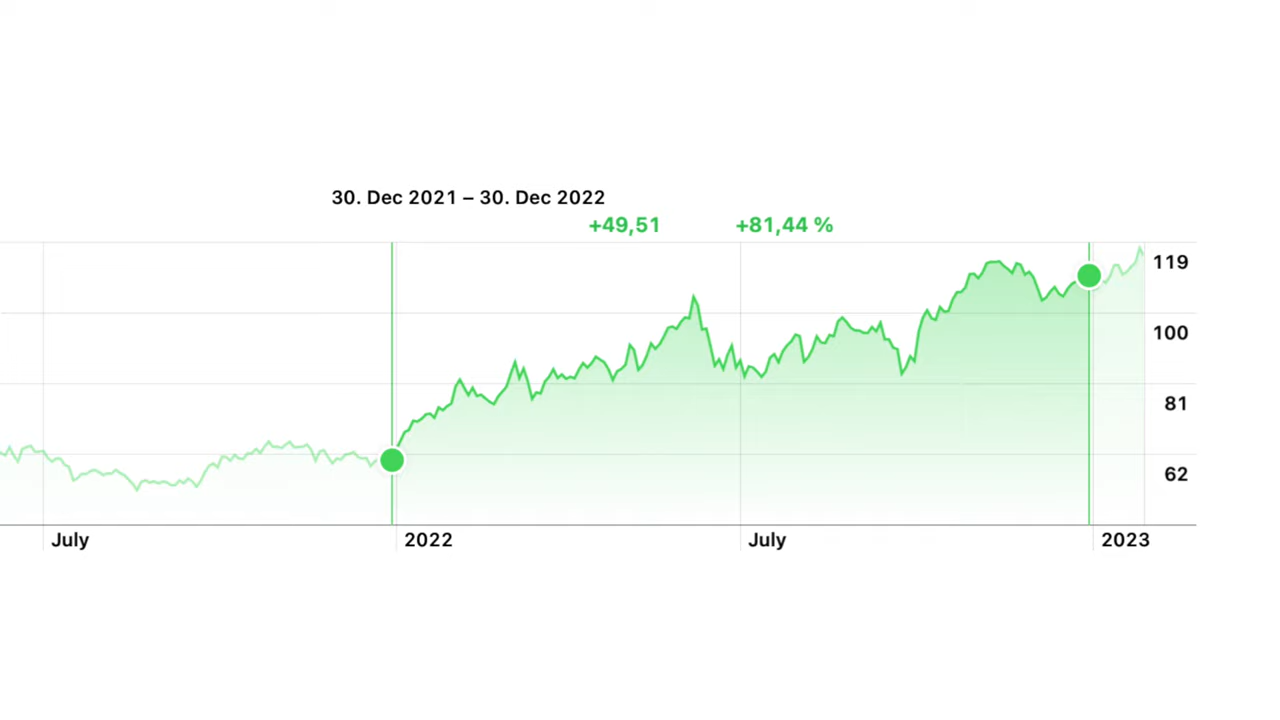 30. Dec 2021 – 30. Dec 2022
+49,51 +81,44 %
119
100
81
62
July 2022 July 2023